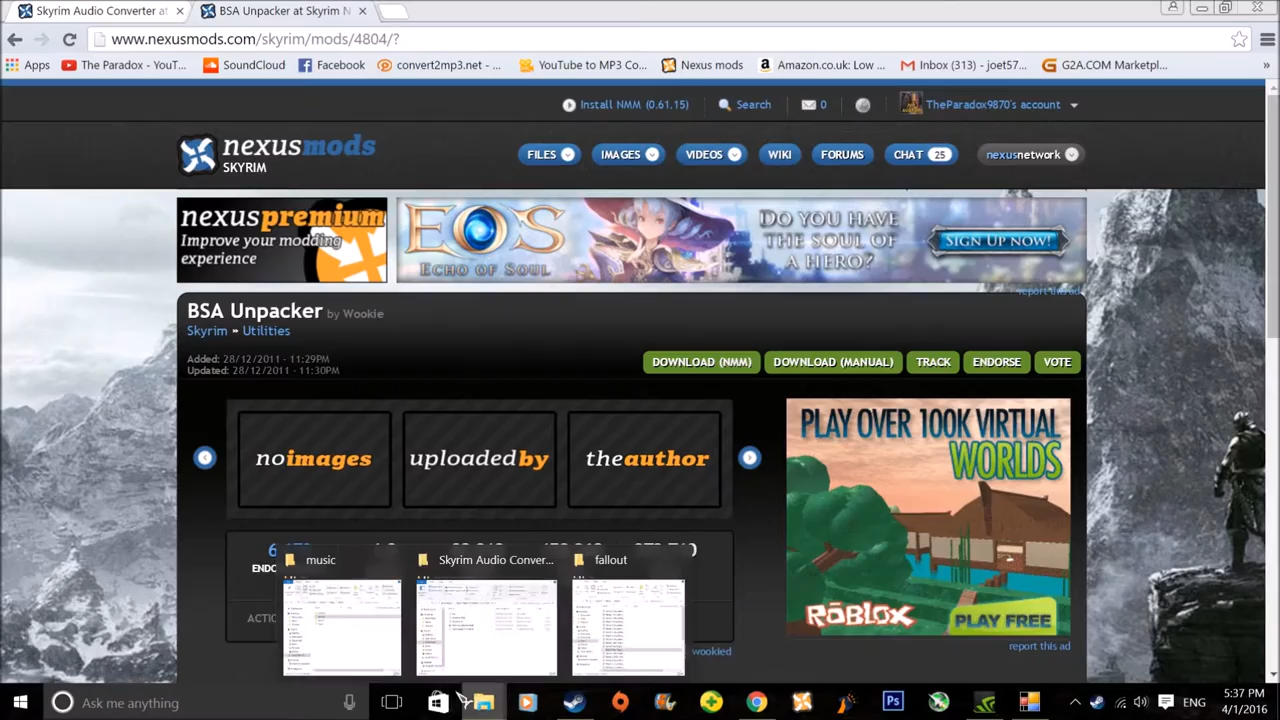 Skyrim Audio Converter at
BSA Unpacker at Skyrim N
www.nexusmods.com/skyrim/mods/4804/?
Apps
The Paradox - YouT...
SoundCloud
Facebook
convert2mp3.net -...
YouTube to MP3 Co...
Nexus mods
Amazon.co.uk: Low ...
Inbox (313) - joet57...
G2A.COM Marketpl...
»
Install NMM (0.61.15)
Search
0
TheParadox9870's account
nexusmods
SKYRIM
FILES
IMAGES
VIDEOS
WIKI
FORUMS
CHAT 25
nexusnetwork
nexuspremium
Improve your modding
experience
EOS
ECHO OF SOUL
DO YOU HAVE
THE SOUL OF
A HERO?
SIGN UP NOW!
report this ad
BSA Unpacker by Wookie
Skyrim » Utilities
Added: 28/12/2011 - 11:29PM
Updated: 28/12/2011 - 11:30PM
DOWNLOAD (NMM)
DOWNLOAD (MANUAL)
TRACK
ENDORSE
VOTE
noimages
uploadedby
theauthor
PLAY OVER 100K VIRTUAL
WORLDS
ROBLOX
PLAY FREE
report this ad
ENDO
music
Skyrim Audio Conver...
fallout
ACTIO
wookied
Ask me anything
Ps
ENG
5:37 PM
4/1/2016